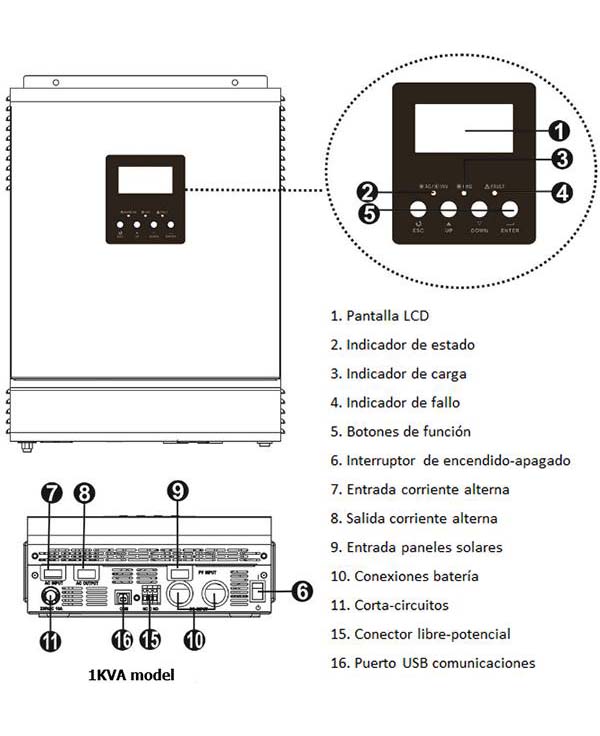 1
3
2
AC/INV
CHG
FAULT
4
5
ESC
UP
DOWN
ENTER
1. Pantalla LCD
2. Indicador de estado
3. Indicador de carga
4. Indicador de fallo
5. Botones de función
6. Interruptor de encendido-apagado
7. Entrada corriente alterna
8. Salida corriente alterna
9. Entrada paneles solares
10. Conexiones batería
11. Corta-circuitos
15. Conector libre-potencial
16. Puerto USB comunicaciones
7
8
9
AC INPUT
AC OUTPUT
PV INPUT
COM
6
11
16
15
10
1KVA model